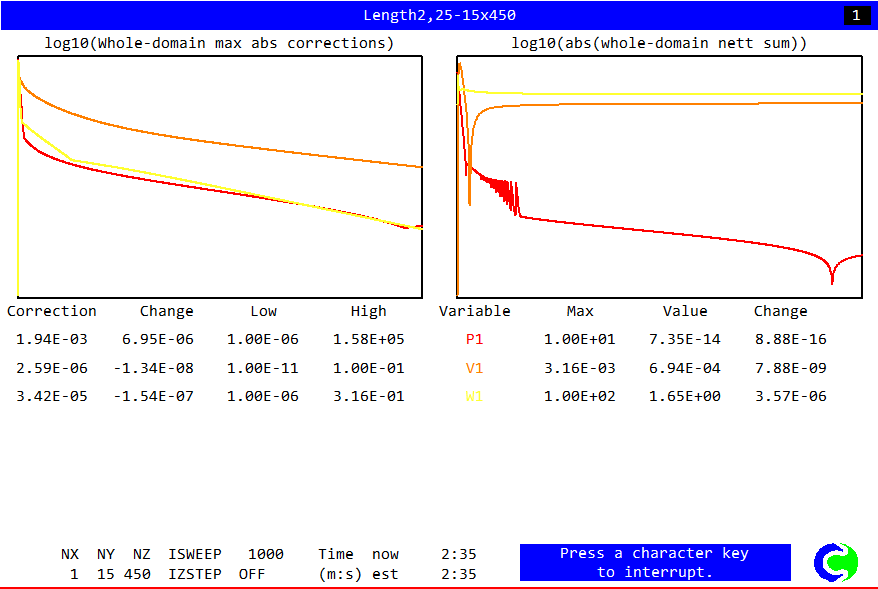 Length2,25-15x450 1
log10(Whole-domain max abs corrections) log10(abs(whole-domain nett sum))
Correction Change Low High Variable Max Value Change
1.94E-03 6.95E-06 1.00E-06 1.58E+05 P1 1.00E+01 7.35E-14 8.88E-16
2.59E-06 -1.34E-08 1.00E-11 1.00E-01 V1 3.16E-03 6.94E-04 7.88E-09
3.42E-05 -1.54E-07 1.00E-06 3.16E-01 W1 1.00E+02 1.65E+00 3.57E-06
NX NY NZ ISWEEP 1000 Time now 2:35 Press a character key
1 15 450 IZSTEP OFF (m:s) est 2:35 to interrupt.